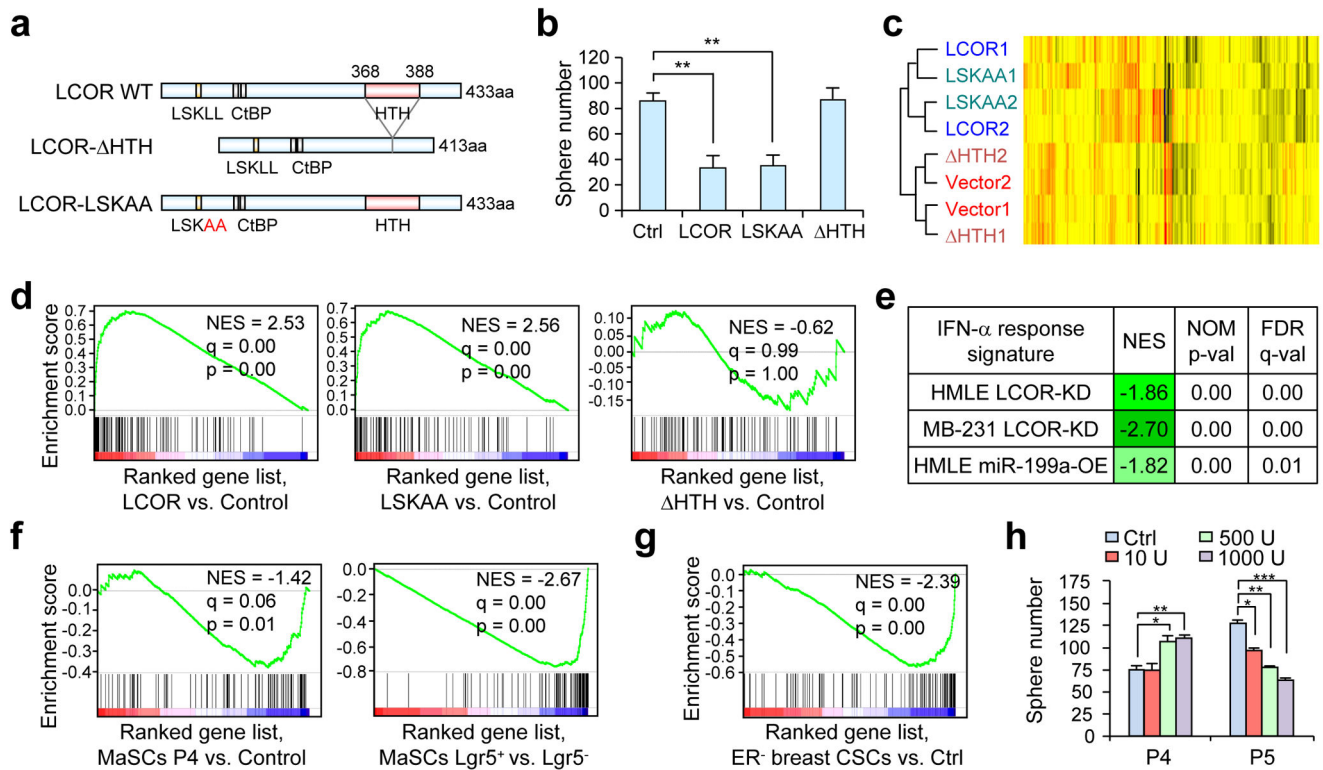 a
368 388
LCOR WT
433aa
LSKLL CtBP HTH
LCOR-ΔHTH
413aa
LSKLL CtBP
LCOR-LSKAA
433aa
LSKAA CtBP HTH
b
Sphere number
120
100
80
60
40
20
0
**
**
Ctrl LCOR LSKAA ΔHTH
c
LCOR1
LSKAA1
LSKAA2
LCOR2
ΔHTH2
Vector2
Vector1
ΔHTH1
d
Enrichment score
0.7
0.6
0.5
0.4
0.3
0.2
0.1
0.0
NES = 2.53
q = 0.00
p = 0.00
Ranked gene list,
LCOR vs. Control
0.7
0.6
0.5
0.4
0.3
0.2
0.1
0.0
NES = 2.56
q = 0.00
p = 0.00
Ranked gene list,
LSKAA vs. Control
0.10
0.05
0.00
-0.05
-0.10
-0.15
NES = -0.62
q = 0.99
p = 1.00
Ranked gene list,
ΔHTH vs. Control
e
IFN-α response
signature
NES
NOM
p-val
FDR
q-val
HMLE LCOR-KD -1.86 0.00 0.00
MB-231 LCOR-KD -2.70 0.00 0.00
HMLE miR-199a-OE -1.82 0.00 0.01
f
Enrichment score
0.0
-0.1
-0.2
-0.3
-0.4
NES = -1.42
q = 0.06
p = 0.01
Ranked gene list,
MaSCs P4 vs. Control
0.0
-0.2
-0.4
-0.6
-0.8
NES = -2.67
q = 0.00
p = 0.00
Ranked gene list,
MaSCs Lgr5+ vs. Lgr5-
g
Enrichment score
0.0
-0.1
-0.2
-0.3
-0.4
-0.5
-0.6
NES = -2.39
q = 0.00
p = 0.00
Ranked gene list,
ER- breast CSCs vs. Ctrl
h
Ctrl 500 U
10 U 1000 U
Sphere number
175
150
125
100
75
50
25
0
**
*
***
**
*
P4 P5